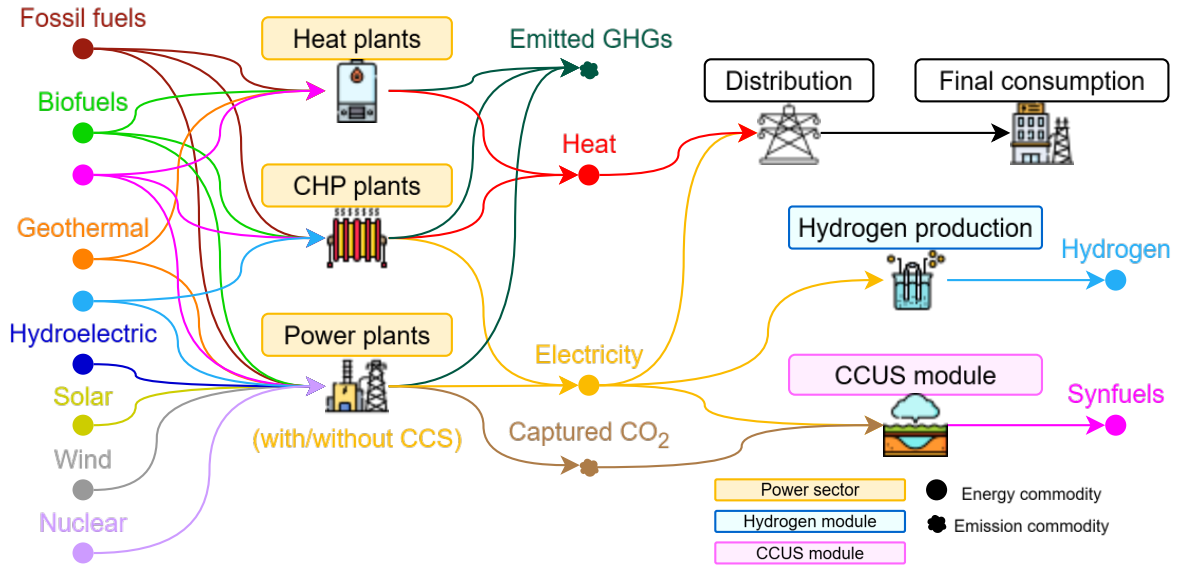 Fossil fuels
Heat plants
Emitted GHGs
Distribution
Final consumption
Biofuels
Heat
CHP plants
Geothermal
Hydrogen production
Hydrogen
Hydroelectric
Power plants
Electricity
CCUS module
Solar
Synfuels
(with/without CCS)
Captured CO₂
Wind
Nuclear
Power sector
Energy commodity
Hydrogen module
Emission commodity
CCUS module